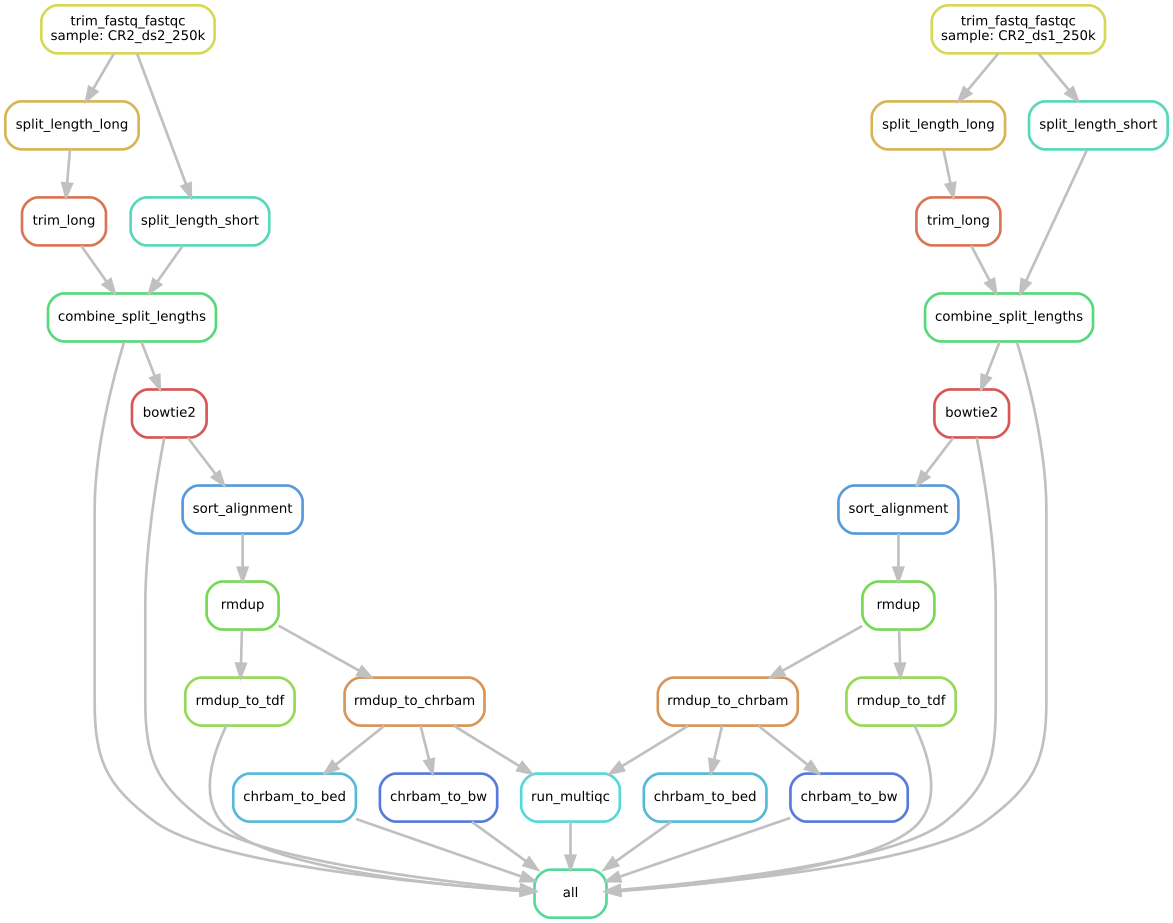 trim_fastq_fastqc
sample: CR2_ds2_250k
trim_fastq_fastqc
sample: CR2_ds1_250k
split_length_long
split_length_long
split_length_short
trim_long
split_length_short
trim_long
combine_split_lengths
combine_split_lengths
bowtie2
bowtie2
sort_alignment
sort_alignment
rmdup
rmdup
rmdup_to_tdf
rmdup_to_chrbam
rmdup_to_chrbam
rmdup_to_tdf
chrbam_to_bed
chrbam_to_bw
run_multiqc
chrbam_to_bed
chrbam_to_bw
all